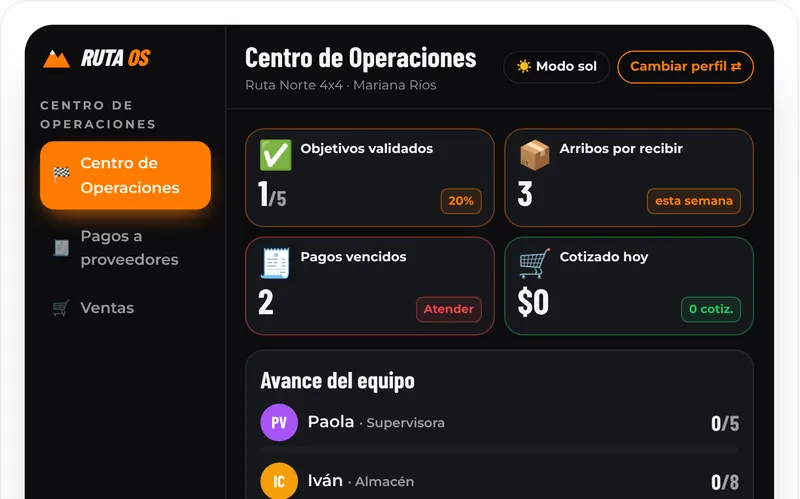 RUTA OS
CENTRO DE
OPERACIONES
Centro de
Operaciones
Pagos a
proveedores
Ventas
Centro de Operaciones
Ruta Norte 4x4 · Mariana Ríos
Modo sol
Cambiar perfil ⇄
Objetivos validados
1/5
20%
Arribos por recibir
3
esta semana
Pagos vencidos
2
Atender
Cotizado hoy
$0
0 cotiz.
Avance del equipo
PV
Paola · Supervisora
0/5
IC
Iván · Almacén
0/8